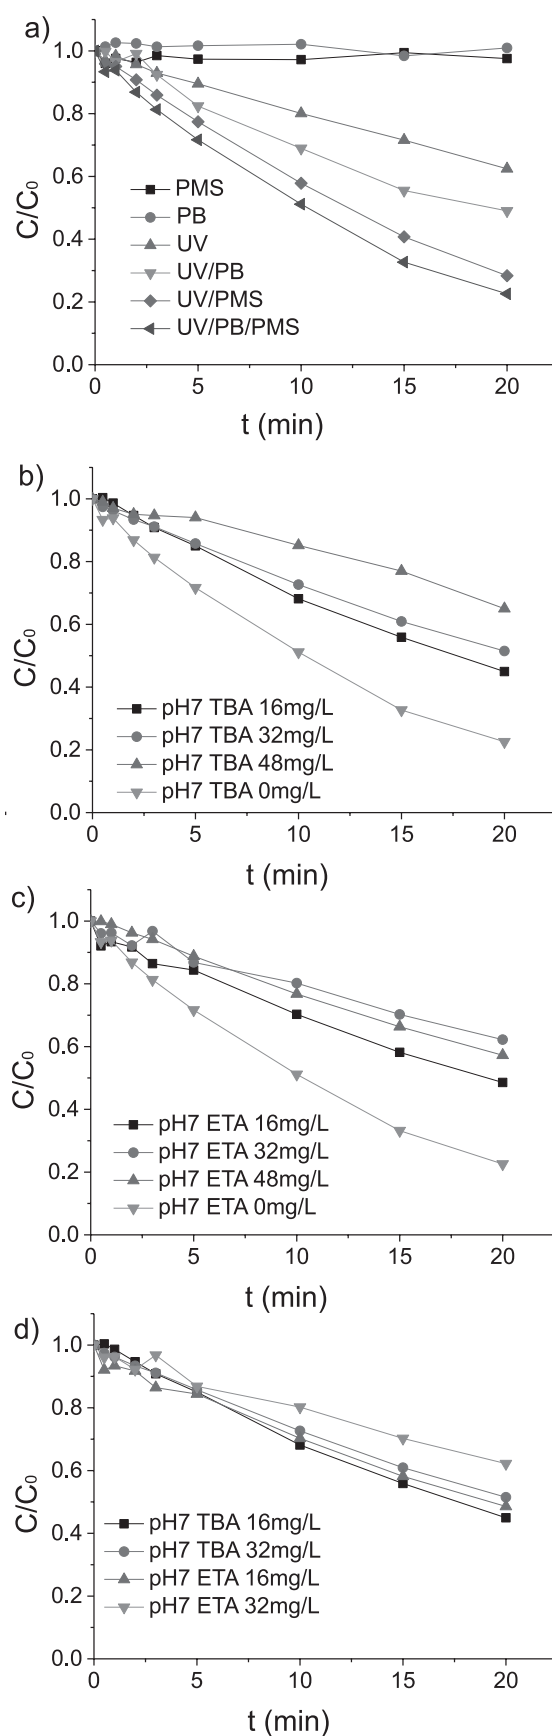 a)
1.0
0.8
0.6
0.4
0.2
0.0
C/C0
PMS
PB
UV
UV/PB
UV/PMS
UV/PB/PMS
0 5 10 15 20
t (min)
b)
1.0
0.8
0.6
0.4
0.2
0.0
C/C0
pH7 TBA 16mg/L
pH7 TBA 32mg/L
pH7 TBA 48mg/L
pH7 TBA 0mg/L
0 5 10 15 20
t (min)
c)
1.0
0.8
0.6
0.4
0.2
0.0
C/C0
pH7 ETA 16mg/L
pH7 ETA 32mg/L
pH7 ETA 48mg/L
pH7 ETA 0mg/L
0 5 10 15 20
t (min)
d)
1.0
0.8
0.6
0.4
0.2
0.0
C/C0
pH7 TBA 16mg/L
pH7 TBA 32mg/L
pH7 ETA 16mg/L
pH7 ETA 32mg/L
0 5 10 15 20
t (min)